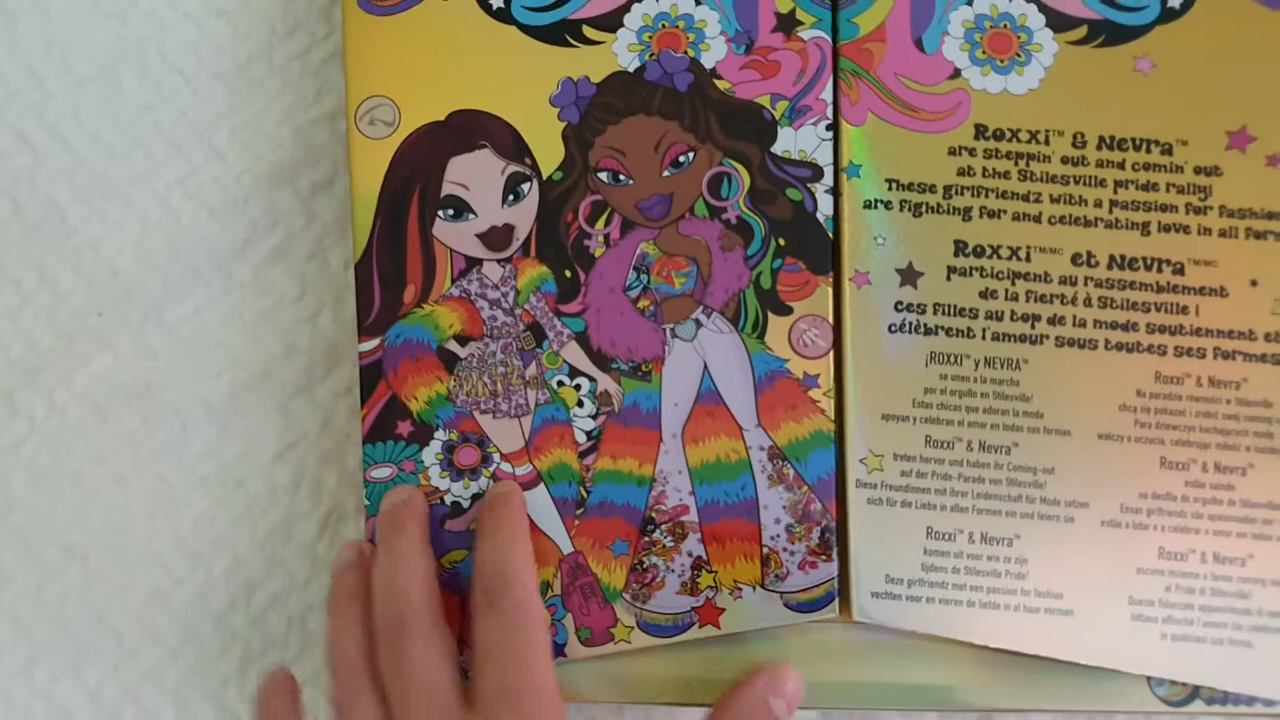 BRATZ
Roxxi™ & Nevra™
are steppin' out and comin' out
at the Stilesville pride rally!
These girlfriendz with a passion for fashio
are fighting for and celebrating love in all for
Roxxi™/MC et Nevra™/MC
participent au rassemblement
de la fierté à Stilesville !
Ces filles au top de la mode soutiennent et
célèbrent l'amour sous toutes ses formes
¡ROXXI™ y NEVRA™
se unen a la marcha
por el orgullo en Stilesville!
Estas chicas que adoran la moda
apoyan y celebran el amor en todas sus formas.
Roxxi™ & Nevra™
treten hervor und haben ihr Coming-out
auf der Pride-Parade von Stilesville!
Diese Freundinnen mit ihrer Leidenschaft für Mode setzen
sich für die Liebe in allen Formen ein und feiern sie
Roxxi™ & Nevra™
komen uit voor wie ze zijn
tijdens de Stilesville Pride!
Deze girlfriendz met een passion for fashion
vechten voor en vieren de liefde in al haar vormen.
Roxxi™ & Nevra™
Na paradzie równości w Stilesville
chcą się pokazać i zrobić swój coming
Para dziewczyn kochających modę
walczy o uczucia, celebrując miłość w
Roxxi™ & Nevra™
estão saindo
no desfile do orgulho de Stilesville
Essas girlfriendz são apaixonadas por
estão a lutar e a celebrar o amor em todas
Roxxi™ & Nevra™
escono insieme e fanno coming
al Pride di Stilesville!
Queste fidanzate appassionate di
in qualsiasi sua forma.